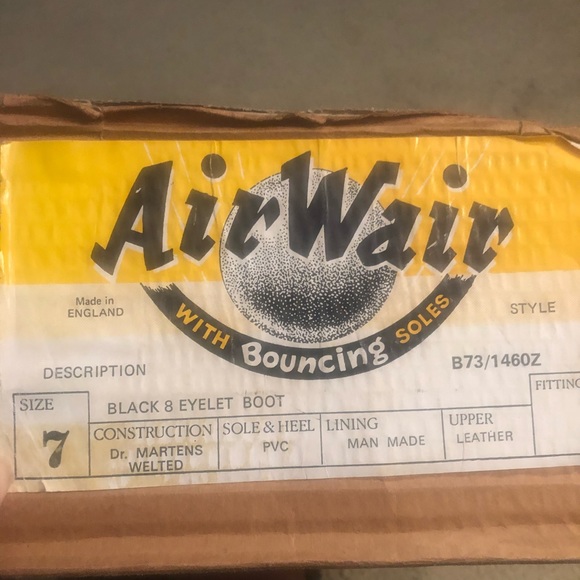 AirWair
WITH Bouncing SOLES
Made in
ENGLAND
STYLE
B73/1460Z
DESCRIPTION
BLACK 8 EYELET BOOT
SIZE
7
CONSTRUCTION
Dr. MARTENS
WELTED
SOLE & HEEL
PVC
LINING
MAN MADE
UPPER
LEATHER
FITTING